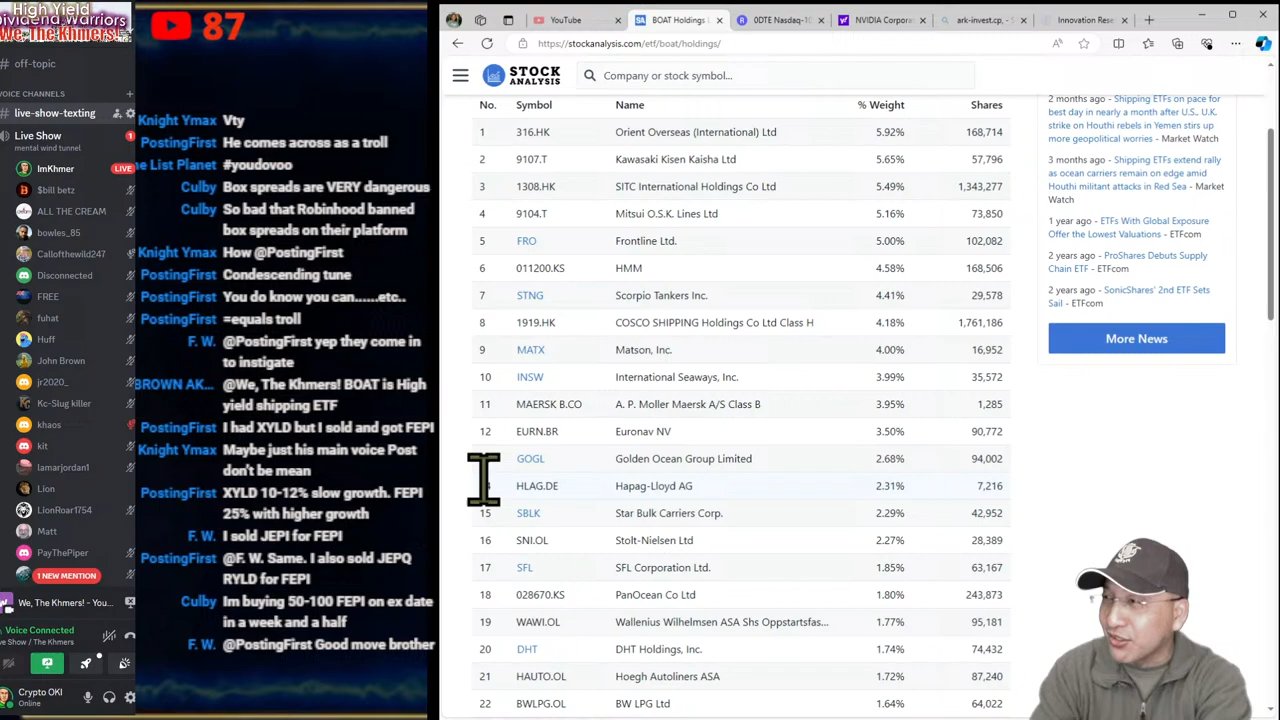 High Yield
Dividend Warriors
We, The Khmers!
off-topic
VOICE CHANNELS
live-show-texting
Live Show
1
mental wind tunnel
ImKhmer
LIVE
$bill betz
ALL THE CREAM
bowles_85
Callofthewild247
Disconnected
FREE
fuhat
Huff
John Brown
jr2020_
Kc-Slug killer
khaos
kit
lamarjordan1
Lion
LionRoar1754
Matt
PayThePiper
1 NEW MENTION
We, The Khmers! - You...
Voice Connected
ve Show / We, The Khmers
Crypto OKI
Online
87
Knight Ymax Vty
PostingFirst He comes across as a troll
ne List Planet #youdovoo
Culby Box spreads are VERY dangerous
Culby So bad that Robinhood banned
box spreads on their platform
Knight Ymax How @PostingFirst
PostingFirst Condescending tune
PostingFirst You do know you can......etc..
PostingFirst =equals troll
F. W. @PostingFirst yep they come in
to instigate
BROWN AK... @We, The Khmers! BOAT is High
yield shipping ETF
PostingFirst I had XYLD but I sold and got FEPI
Knight Ymax Maybe just his main voice Post
don't be mean
PostingFirst XYLD 10-12% slow growth. FEPI
25% with higher growth
F. W. I sold JEPI for FEPI
PostingFirst @F. W. Same. I also sold JEPQ
RYLD for FEPI
Culby Im buying 50-100 FEPI on ex date
in a week and a half
F. W. @PostingFirst Good move brother
YouTube
BOAT Holdings L
0DTE Nasdaq-10
NVIDIA Corpora
ark-invest.cp, - S
Innovation Rese
https://stockanalysis.com/etf/boat/holdings/
STOCK
ANALYSIS
Company or stock symbol...
No. Symbol Name % Weight Shares
1 316.HK Orient Overseas (International) Ltd 5.92% 168,714
2 9107.T Kawasaki Kisen Kaisha Ltd 5.65% 57,796
3 1308.HK SITC International Holdings Co Ltd 5.49% 1,343,277
4 9104.T Mitsui O.S.K. Lines Ltd 5.16% 73,850
5 FRO Frontline Ltd. 5.00% 102,082
6 011200.KS HMM 4.58% 168,506
7 STNG Scorpio Tankers Inc. 4.41% 29,578
8 1919.HK COSCO SHIPPING Holdings Co Ltd Class H 4.18% 1,761,186
9 MATX Matson, Inc. 4.00% 16,952
10 INSW International Seaways, Inc. 3.99% 35,572
11 MAERSK B.CO A. P. Moller Maersk A/S Class B 3.95% 1,285
12 EURN.BR Euronav NV 3.50% 90,772
GOGL Golden Ocean Group Limited 2.68% 94,002
HLAG.DE Hapag-Lloyd AG 2.31% 7,216
15 SBLK Star Bulk Carriers Corp. 2.29% 42,952
16 SNI.OL Stolt-Nielsen Ltd 2.27% 28,389
17 SFL SFL Corporation Ltd. 1.85% 63,167
18 028670.KS PanOcean Co Ltd 1.80% 243,873
19 WAWI.OL Wallenius Wilhelmsen ASA Shs Oppstartsfas... 1.77% 95,181
20 DHT DHT Holdings, Inc. 1.74% 74,432
21 HAUTO.OL Hoegh Autoliners ASA 1.72% 87,240
22 BWLPG.OL BW LPG Ltd 1.64% 64,022
2 months ago - Shipping ETFs on pace for
best day in nearly a month after U.S., U.K.
strike on Houthi rebels in Yemen stirs up
more geopolitical worries - Market Watch
3 months ago - Shipping ETFs extend rally
as ocean carriers remain on edge amid
Houthi militant attacks in Red Sea - Market
Watch
1 year ago - ETFs With Global Exposure
Offer the Lowest Valuations - ETFcom
2 years ago - ProShares Debuts Supply
Chain ETF - ETFcom
2 years ago - SonicShares' 2nd ETF Sets
Sail - ETFcom
More News